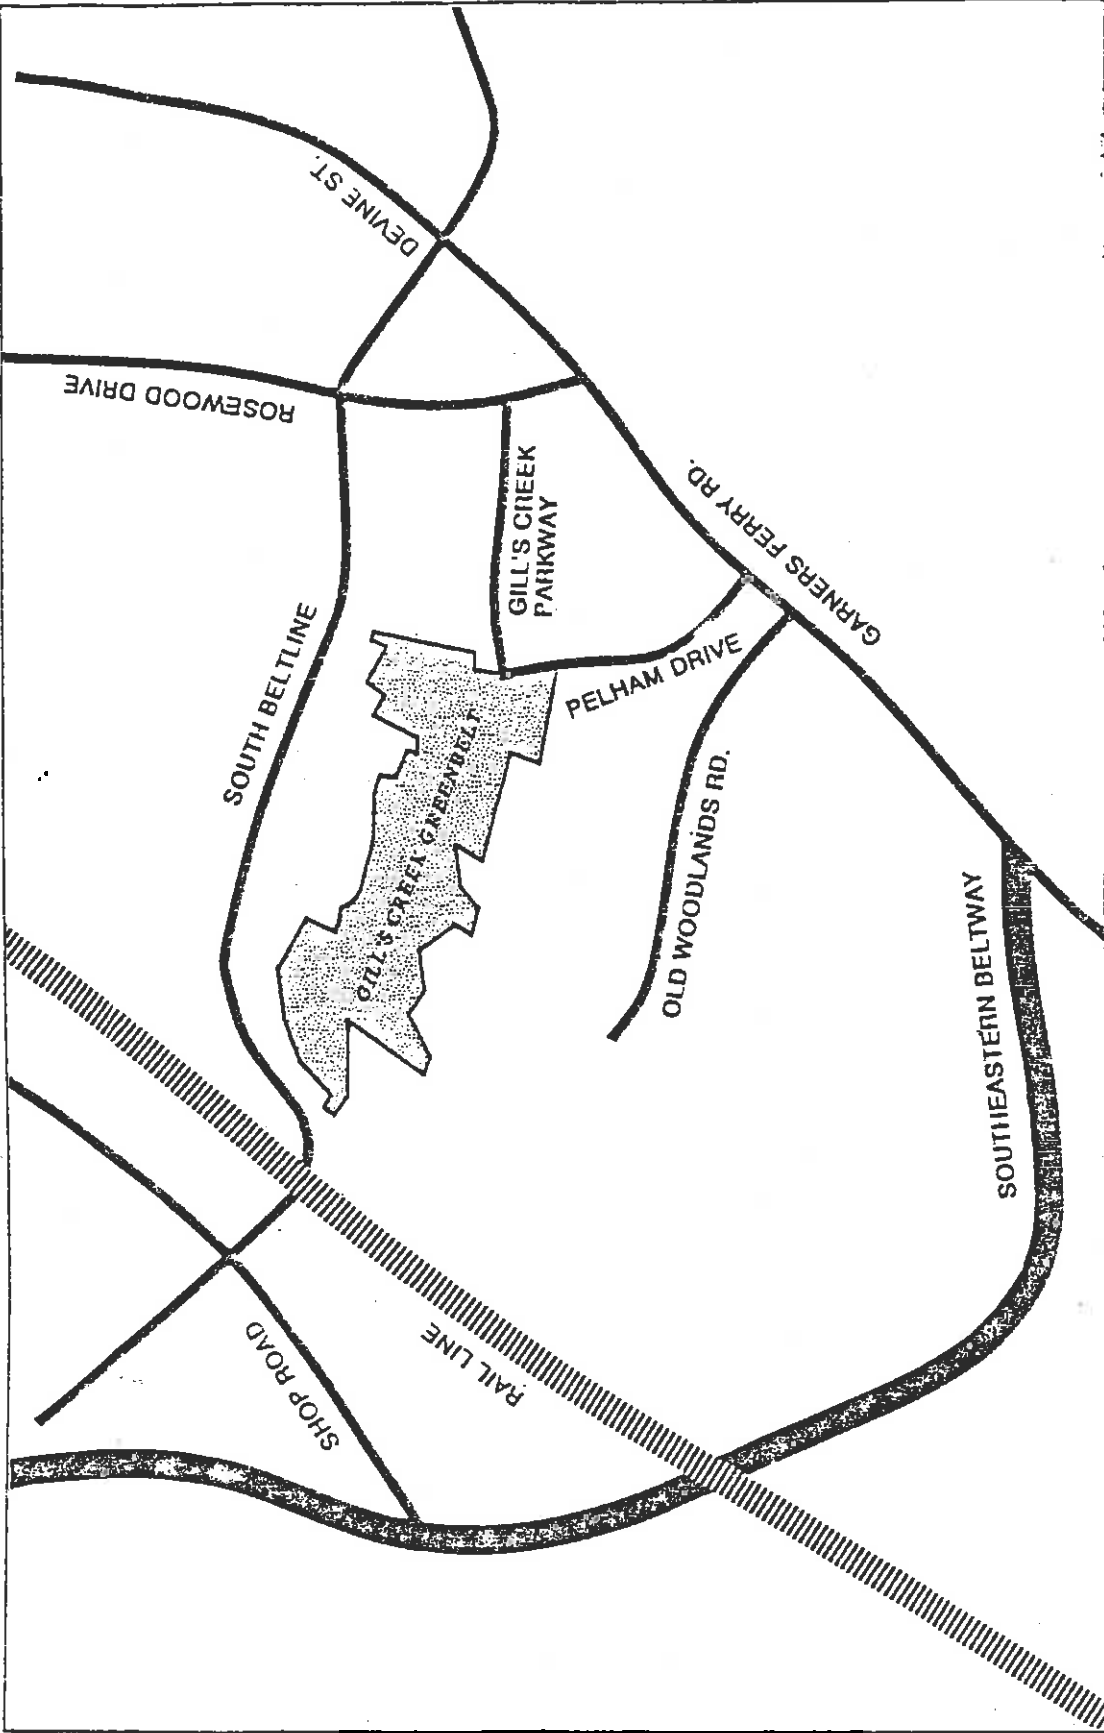 DEVINE ST.
ROSEWOOD DRIVE
GILL'S CREEK
PARKWAY
GARNERS FERRY RD.
SOUTH BELTLINE
PELHAM DRIVE
GILL'S CREEK GREENBELT
OLD WOODLANDS RD.
SOUTHEASTERN BELTWAY
RAIL LINE
SHOP ROAD